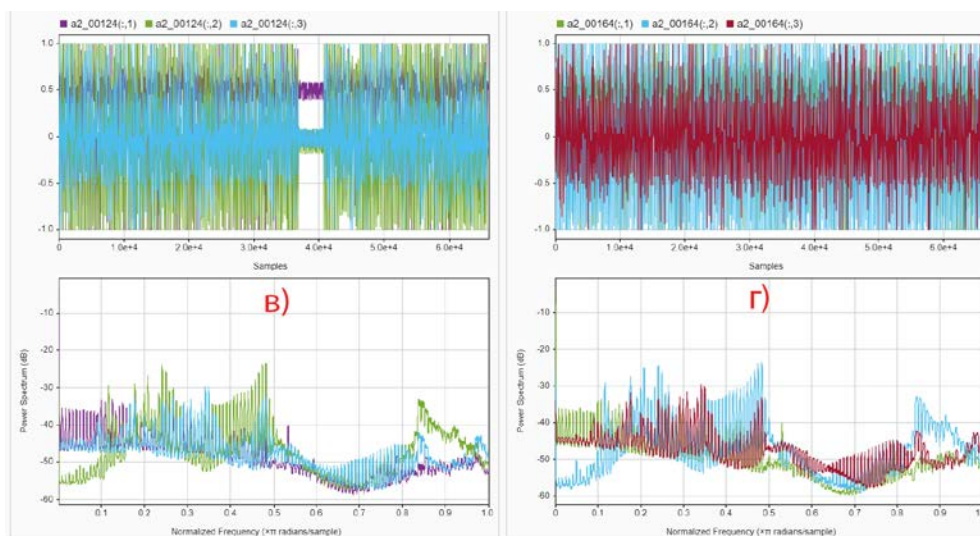 a2_00124(:,1) a2_00124(:,2) a2_00124(:,3)
1.0
0.5
0
-0.5
-1.0
0 1.0e+4 2.0e+4 3.0e+4 4.0e+4 5.0e+4 6.0e+4
Samples
в)
-10
-20
-30
-40
-50
-60
Power Spectrum (dB)
0.1 0.2 0.3 0.4 0.5 0.6 0.7 0.8 0.9 1.0
Normalized Frequency (×π radians/sample)
a2_00164(:,1) a2_00164(:,2) a2_00164(:,3)
1.0
0.5
0
-0.5
-1.0
0 1.0e+4 2.0e+4 3.0e+4 4.0e+4 5.0e+4 6.0e+4
Samples
г)
-10
-20
-30
-40
-50
-60
Power Spectrum (dB)
0 0.1 0.2 0.3 0.4 0.5 0.6 0.7 0.8 0.9
Normalized Frequency (×π radians/sample)